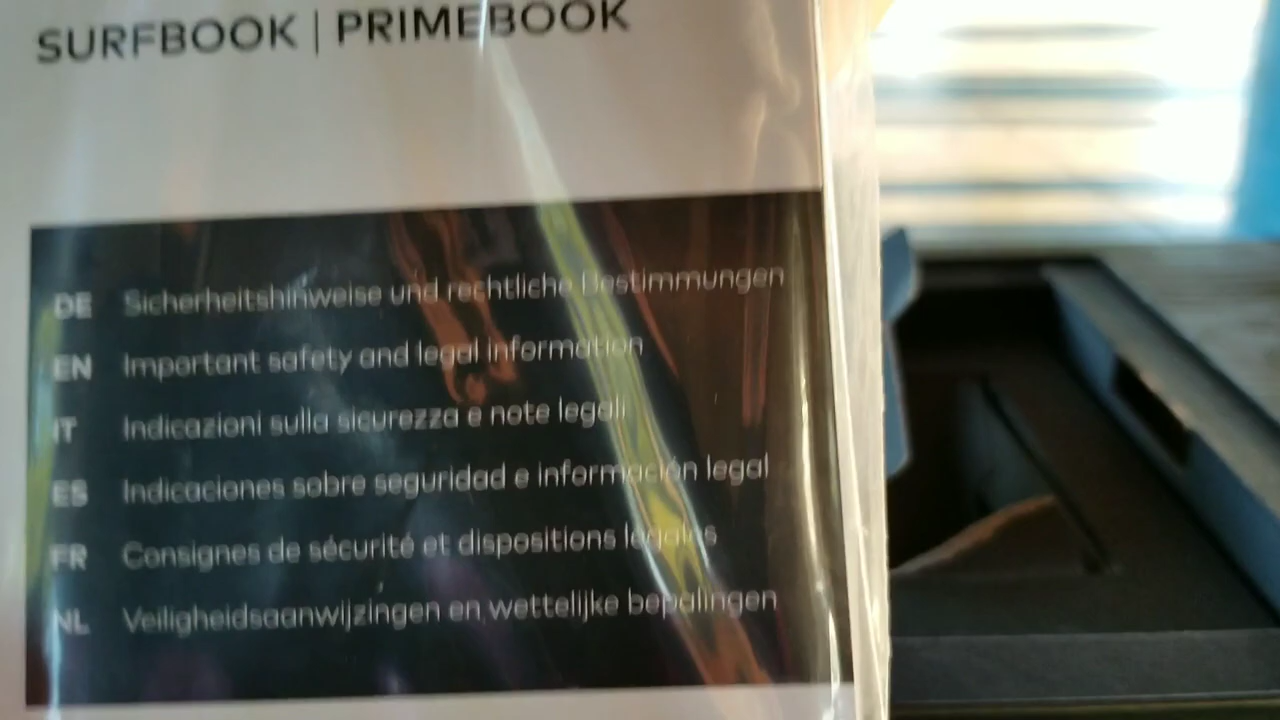 SURFBOOK | PRIMEBOOK
DE Sicherheitshinweise und rechtliche Bestimmungen
EN Important safety and legal information
IT Indicazioni sulla sicurezza e note legali
ES Indicaciones sobre seguridad e información legal
FR Consignes de sécurité et dispositions légales
NL Veiligheidsaanwijzingen en wettelijke bepalingen